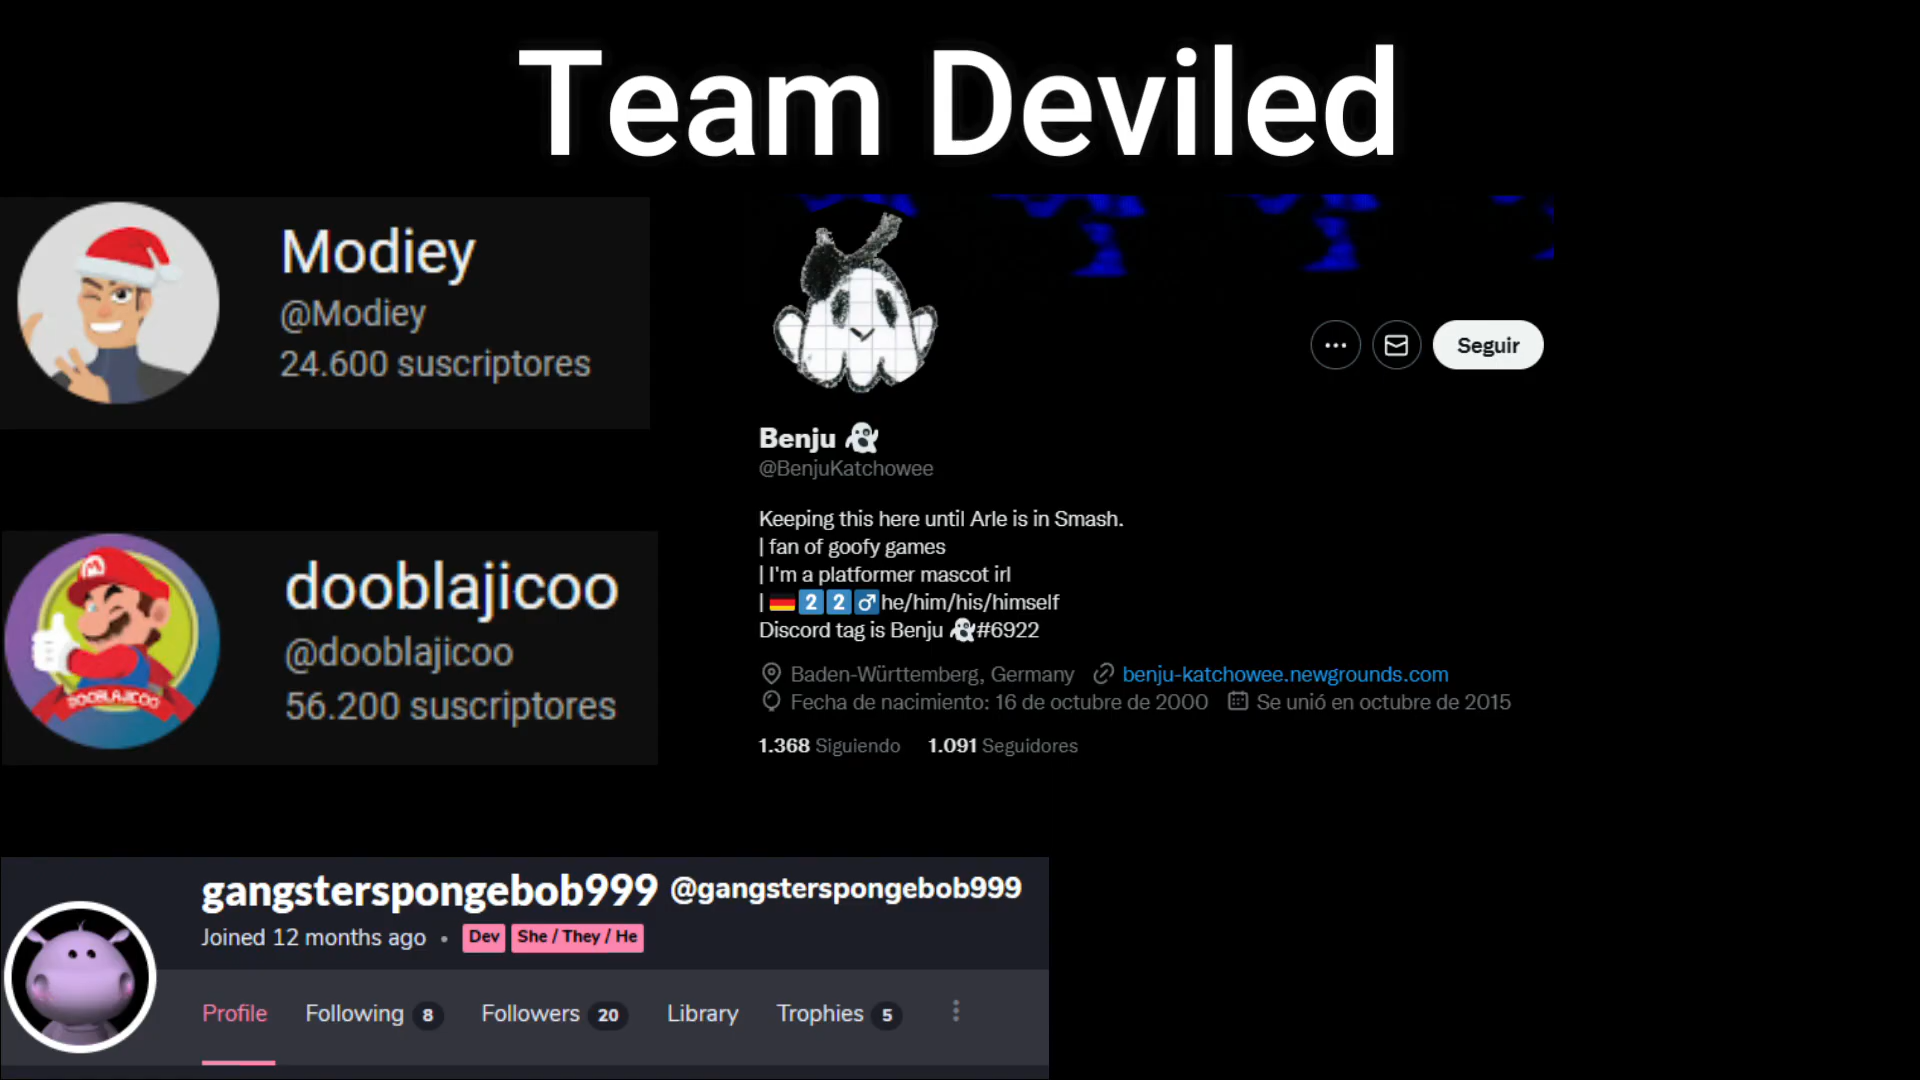 Team Deviled
Modiey
@Modiey
24.600 suscriptores
dooblajicoo
@dooblajicoo
56.200 suscriptores
DOOBLAJICOO
Seguir
Benju 👻
@BenjuKatchowee
Keeping this here until Arle is in Smash.
| fan of goofy games
| I'm a platformer mascot irl
| 🇩🇪2️⃣2️⃣♂️he/him/his/himself
Discord tag is Benju 👻#6922
Baden-Württemberg, Germany benju-katchowee.newgrounds.com
Fecha de nacimiento: 16 de octubre de 2000 Se unió en octubre de 2015
1.368 Siguiendo 1.091 Seguidores
gangsterspongebob999 @gangsterspongebob999
Joined 12 months ago • Dev She / They / He
Profile Following 8 Followers 20 Library Trophies 5